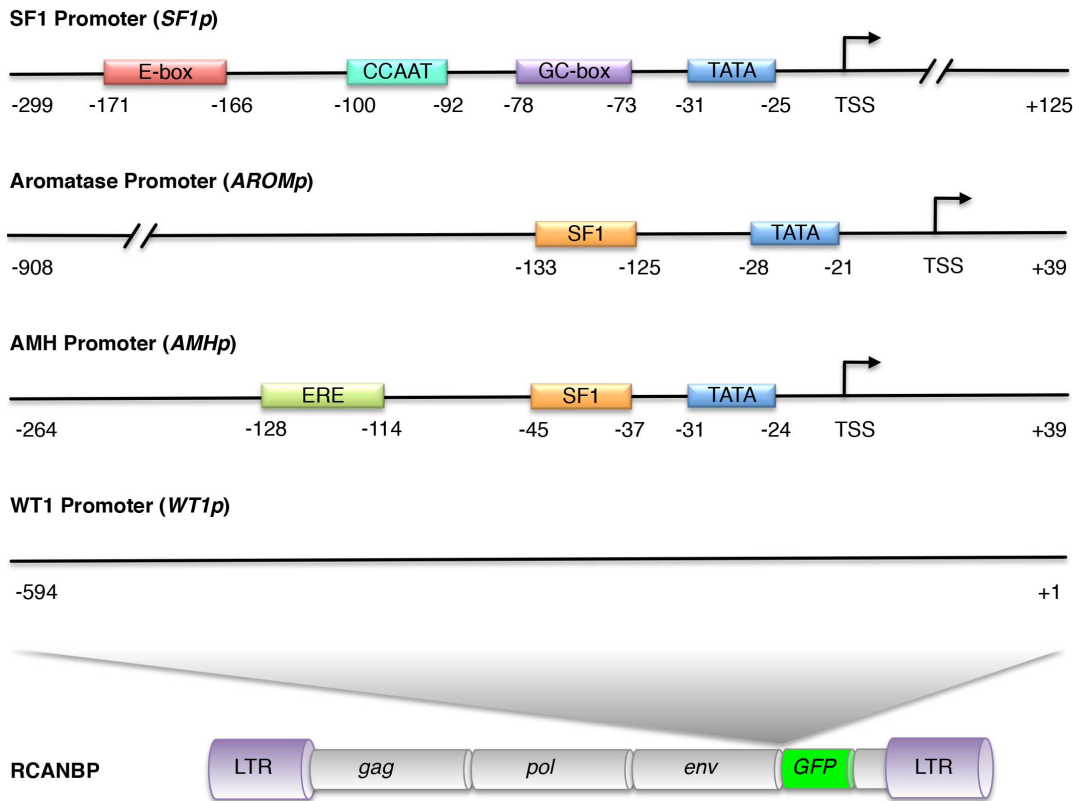 SF1 Promoter (SF1p)
E-box CCAAT GC-box TATA
-299 -171 -166 -100 -92 -78 -73 -31 -25 TSS +125
Aromatase Promoter (AROMp)
SF1 TATA
-908 -133 -125 -28 -21 TSS +39
AMH Promoter (AMHp)
ERE SF1 TATA
-264 -128 -114 -45 -37 -31 -24 TSS +39
WT1 Promoter (WT1p)
-594 +1
RCANBP LTR gag pol env GFP LTR